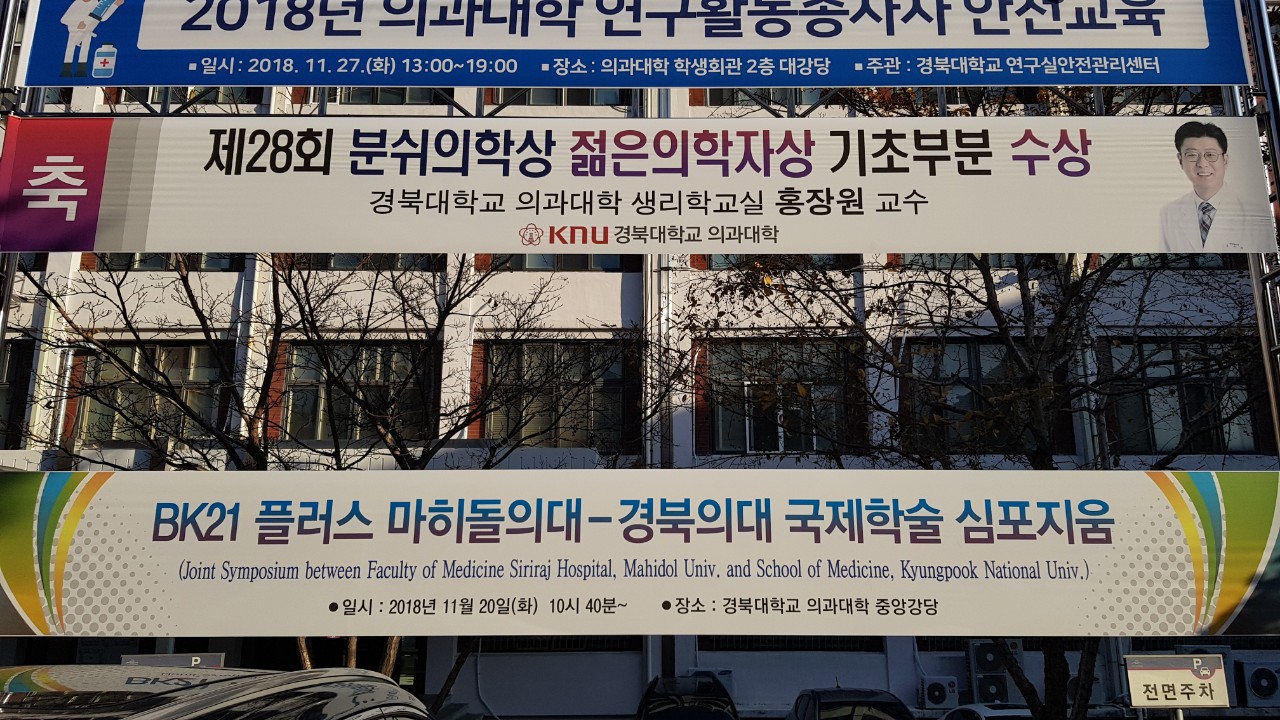 2018년 의과대학 연구활동종사자 안전교육
▪일시 : 2018. 11. 27.(화) 13:00~19:00 ▪장소 : 의과대학 학생회관 2층 대강당 ▪주관 : 경북대학교 연구실안전관리센터
축
제28회 분쉬의학상 젊은의학자상 기초부분 수상
경북대학교 의과대학 생리학교실 홍장원 교수
KNU 경북대학교 의과대학
BK21 플러스 마히돌의대-경북의대 국제학술 심포지움
(Joint Symposium between Faculty of Medicine Siriraj Hospital, Mahidol Univ. and School of Medicine, Kyungpook National Univ.)
●일시 : 2018년 11월 20일(화) 10시 40분~ ●장소 : 경북대학교 의과대학 중앙강당
P
P
전면주차
BK21